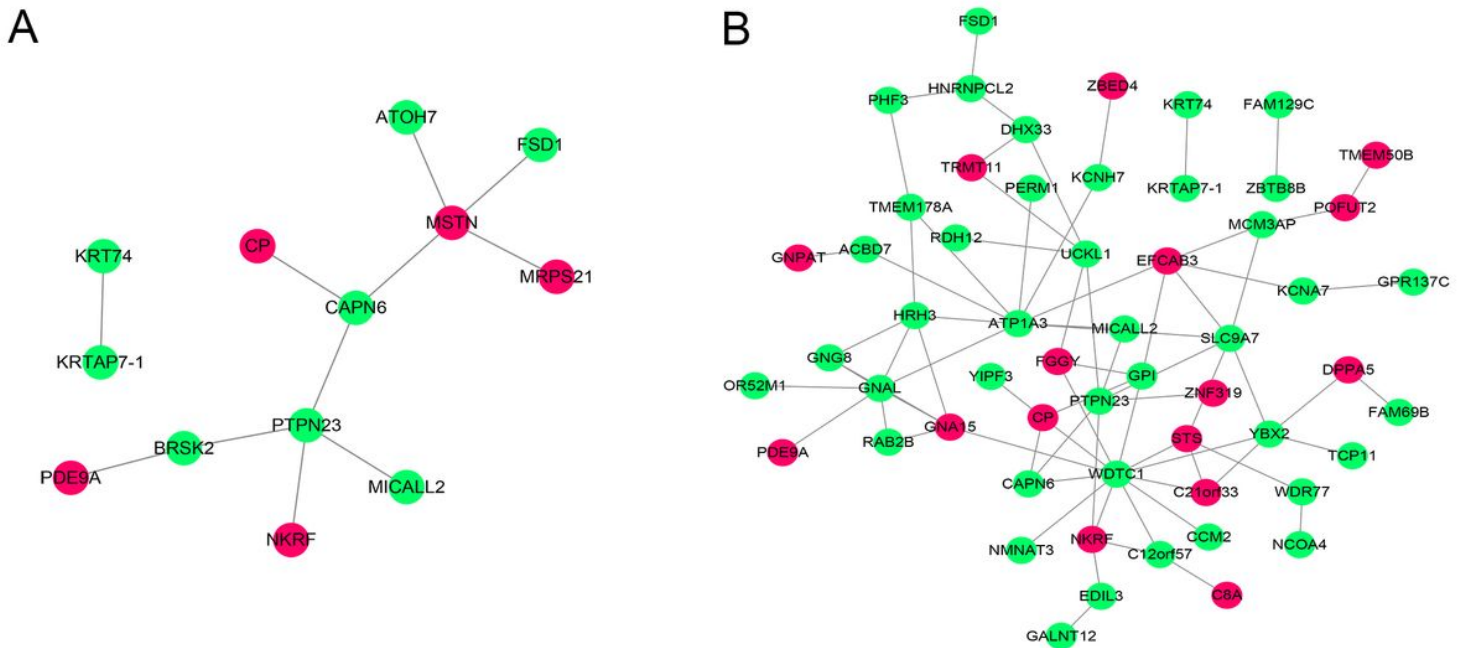 A
ATOH7
FSD1
MSTN
CP
KRT74
MRPS21
CAPN6
KRTAP7-1
PTPN23
BRSK2
PDE9A
MICALL2
NKRF
B
FSD1
HNRNPCL2
ZBED4
PHF3
KRT74
FAM129C
DHX33
TMEM50B
TRMT11
KCNH7
PERM1
KRTAP7-1
ZBTB8B
TMEM178A
POFUT2
MCM3AP
RDH12
ACBD7
UCKL1
GNPAT
EFCAB3
GPR137C
KCNA7
HRH3
ATP1A3
MICALL2
SLC9A7
GNG8
FGGY
OR52M1
GNAL
YIPF3
GPI
DPPA5
ZNF319
PTPN23
FAM69B
CP
GNA15
RAB2B
STS
YBX2
PDE9A
TCP11
WDTC1
CAPN6
C21orf33
WDR77
NKRF
CCM2
NCOA4
NMNAT3
C12orf57
EDIL3
C8A
GALNT12